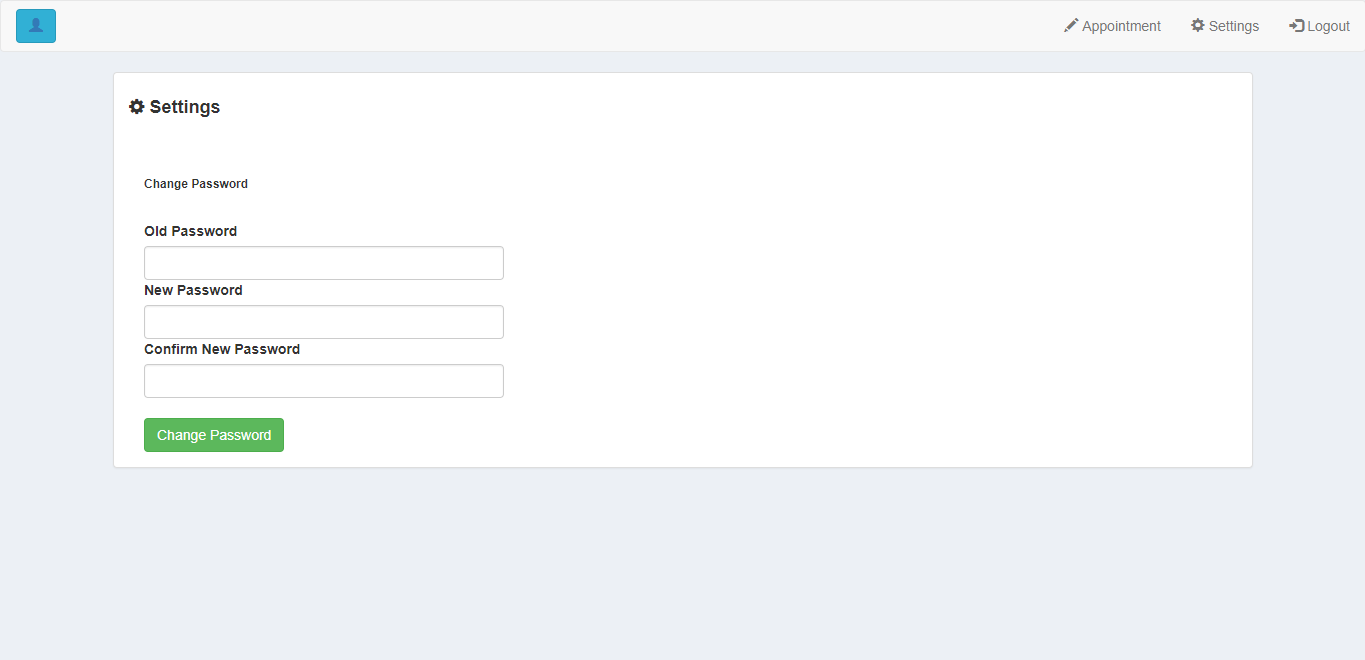 Appointment Settings Logout
Settings
Change Password
Old Password
New Password
Confirm New Password
Change Password